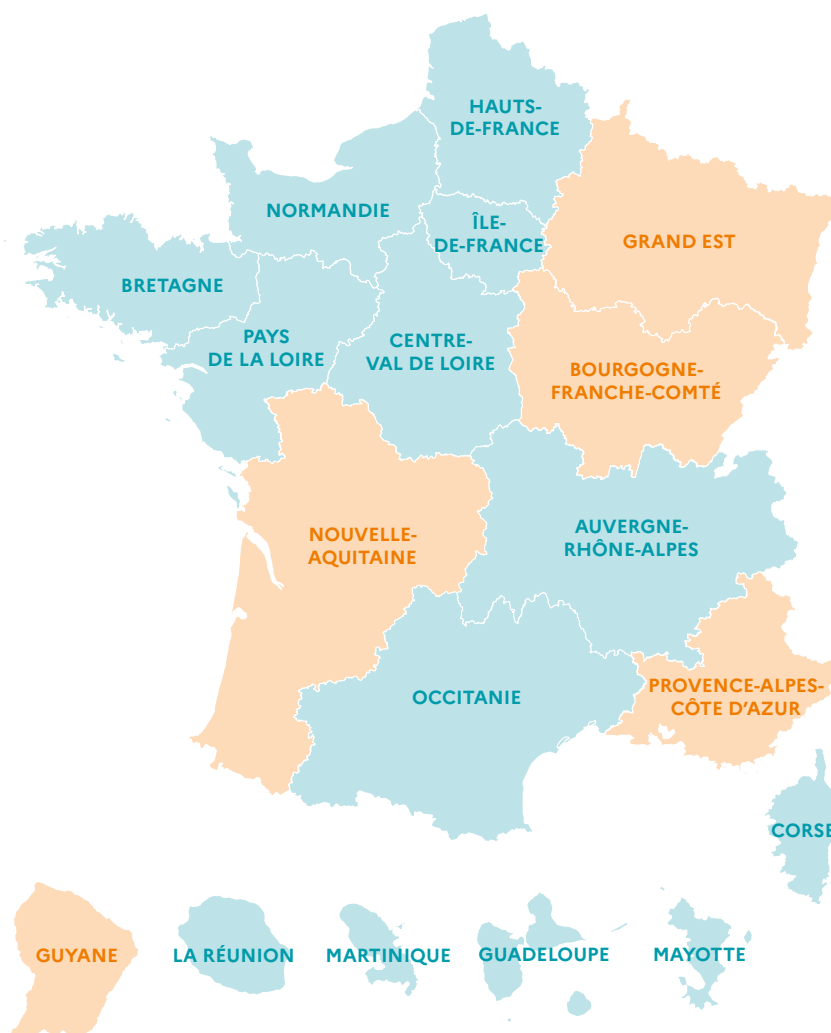 HAUTS-
DE-FRANCE
NORMANDIE
ÎLE-
DE-FRANCE
GRAND EST
BRETAGNE
PAYS
DE LA LOIRE
CENTRE-
VAL DE LOIRE
BOURGOGNE-
FRANCHE-COMTÉ
NOUVELLE-
AQUITAINE
AUVERGNE-
RHÔNE-ALPES
OCCITANIE
PROVENCE-ALPES-
CÔTE D'AZUR
CORSE
GUYANE
LA RÉUNION
MARTINIQUE
GUADELOUPE
MAYOTTE